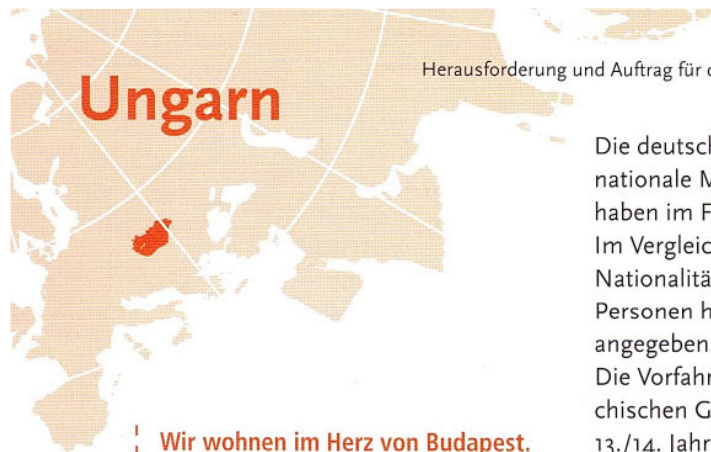 Ungarn
Herausforderung und Auftrag für
Die deutsch
nationale M
haben im F
Im Vergleic
Nationalitä
Personen h
angegeben.
Die Vorfahr
chischen G
13./14. Jahr
Wir wohnen im Herz von Budapest.